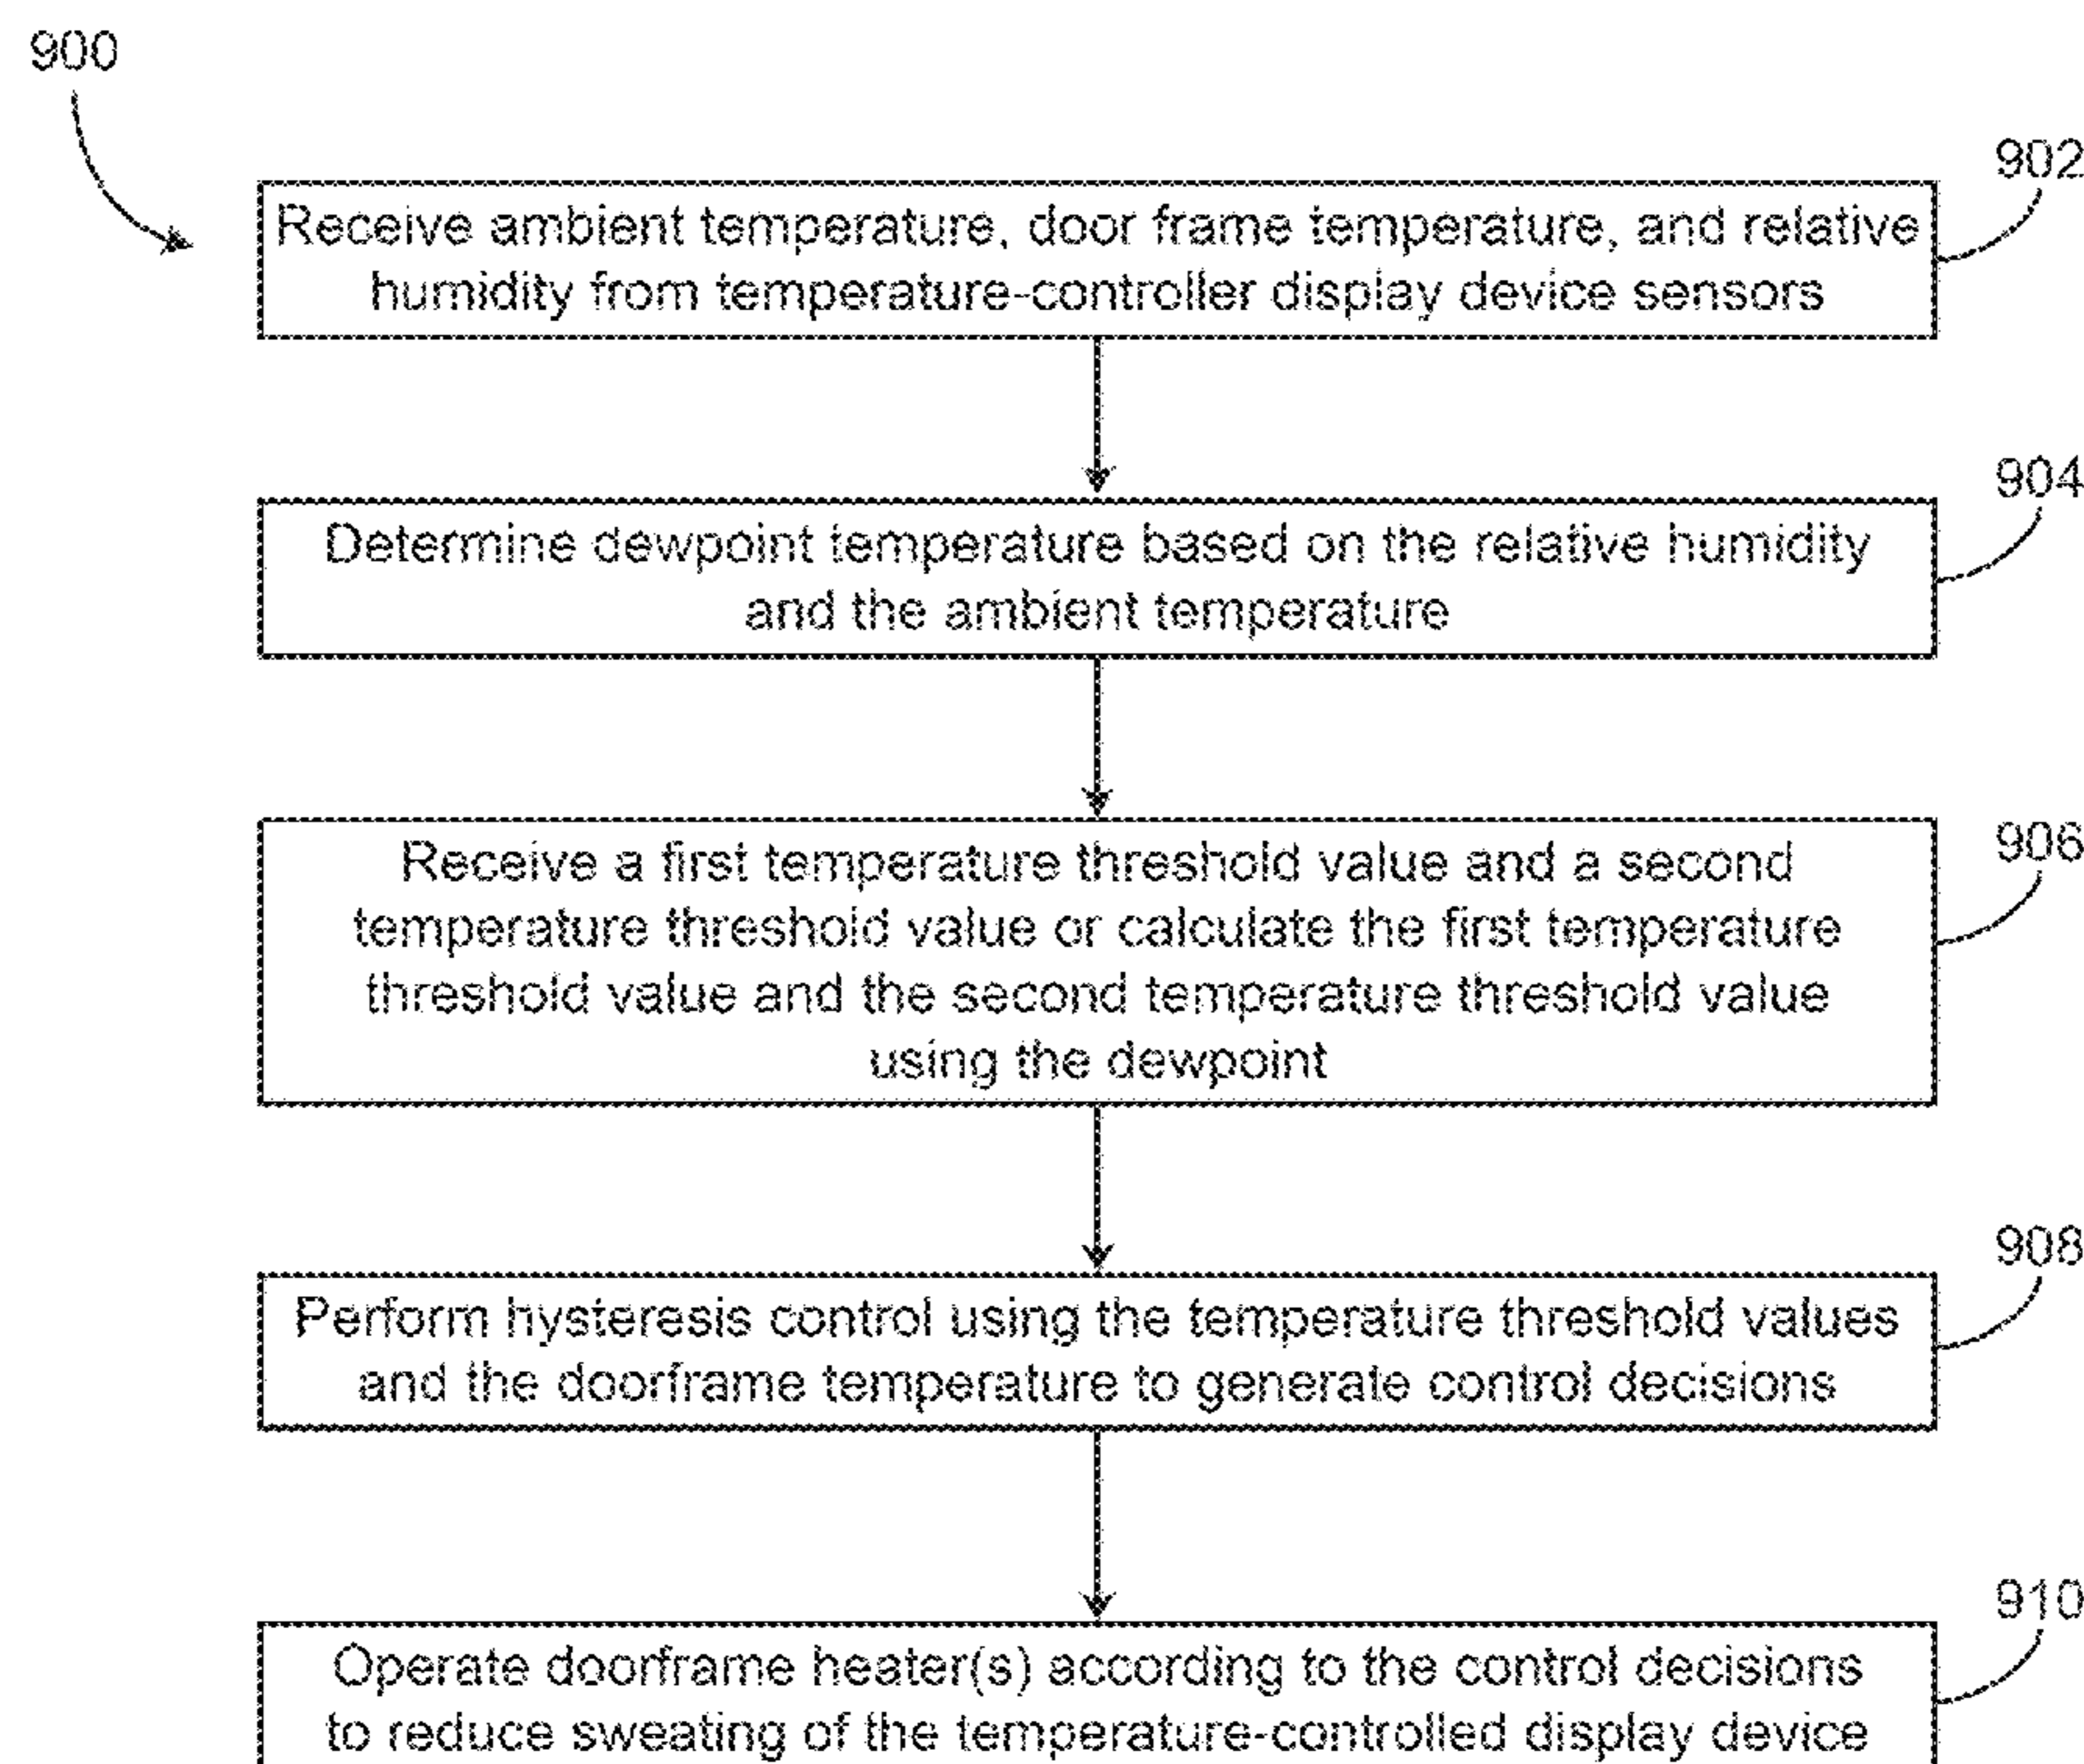 900
902
Receive ambient temperature, door frame temperature, and relative
humidity from temperature-controller display device sensors
904
Determine dewpoint temperature based on the relative humidity
and the ambient temperature
906
Receive a first temperature threshold value and a second
temperature threshold value or calculate the first temperature
threshold value and the second temperature threshold value
using the dewpoint
908
Perform hysteresis control using the temperature threshold values
and the doorframe temperature to generate control decisions
910
Operate doorframe heater(s) according to the control decisions
to reduce sweating of the temperature-controlled display device